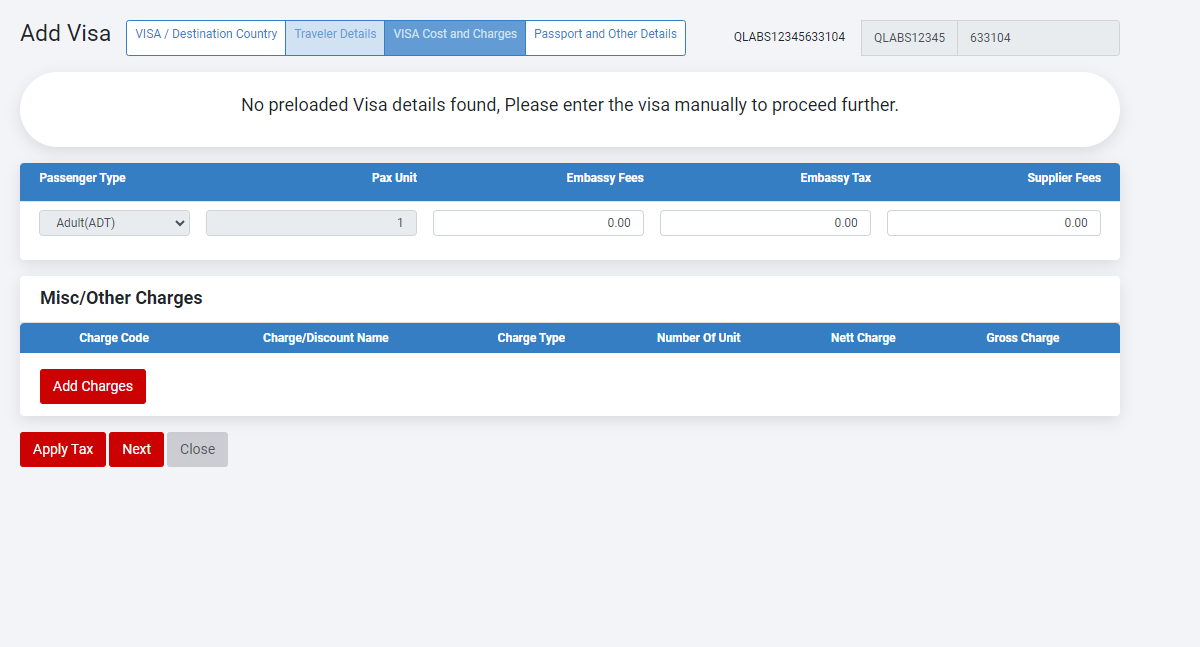 Add Visa
VISA / Destination Country
Traveler Details
VISA Cost and Charges
Passport and Other Details
QLABS12345633104
QLABS12345
633104
No preloaded Visa details found, Please enter the visa manually to proceed further.
Passenger Type Pax Unit Embassy Fees Embassy Tax Supplier Fees
Adult(ADT) 1 0.00 0.00 0.00
Misc/Other Charges
Charge Code Charge/Discount Name Charge Type Number Of Unit Nett Charge Gross Charge
Add Charges
Apply Tax Next Close